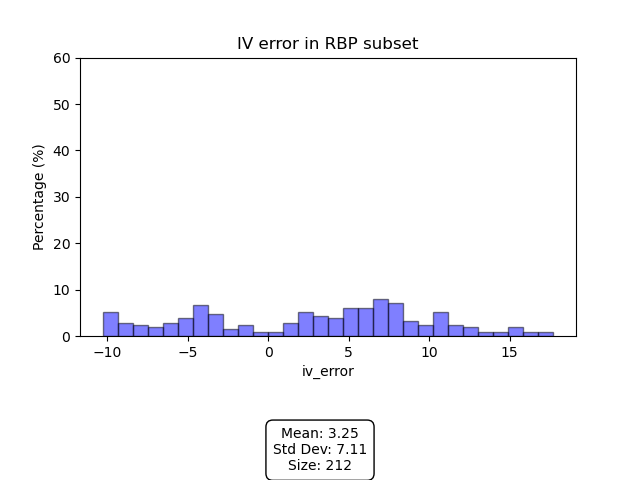 IV error in RBP subset
60
50
40
30
20
10
0
Percentage (%)
−10 −5 0 5 10 15
iv_error
Mean: 3.25
Std Dev: 7.11
Size: 212